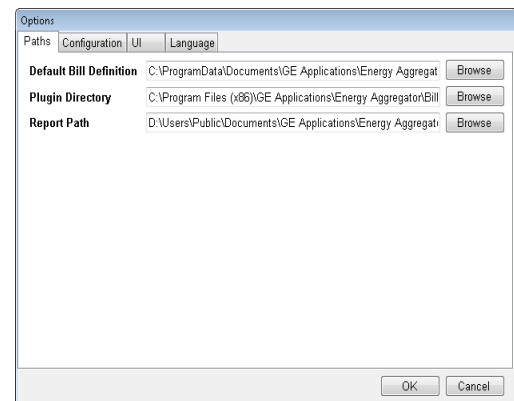 Options
Paths Configuration UI Language
Default Bill Definition C:\ProgramData\Documents\GE Applications\Energy Aggregat Browse
Plugin Directory C:\Program Files (x86)\GE Applications\Energy Aggregator\Bill Browse
Report Path D:\Users\Public\Documents\GE Applications\Energy Aggregat Browse
OK Cancel